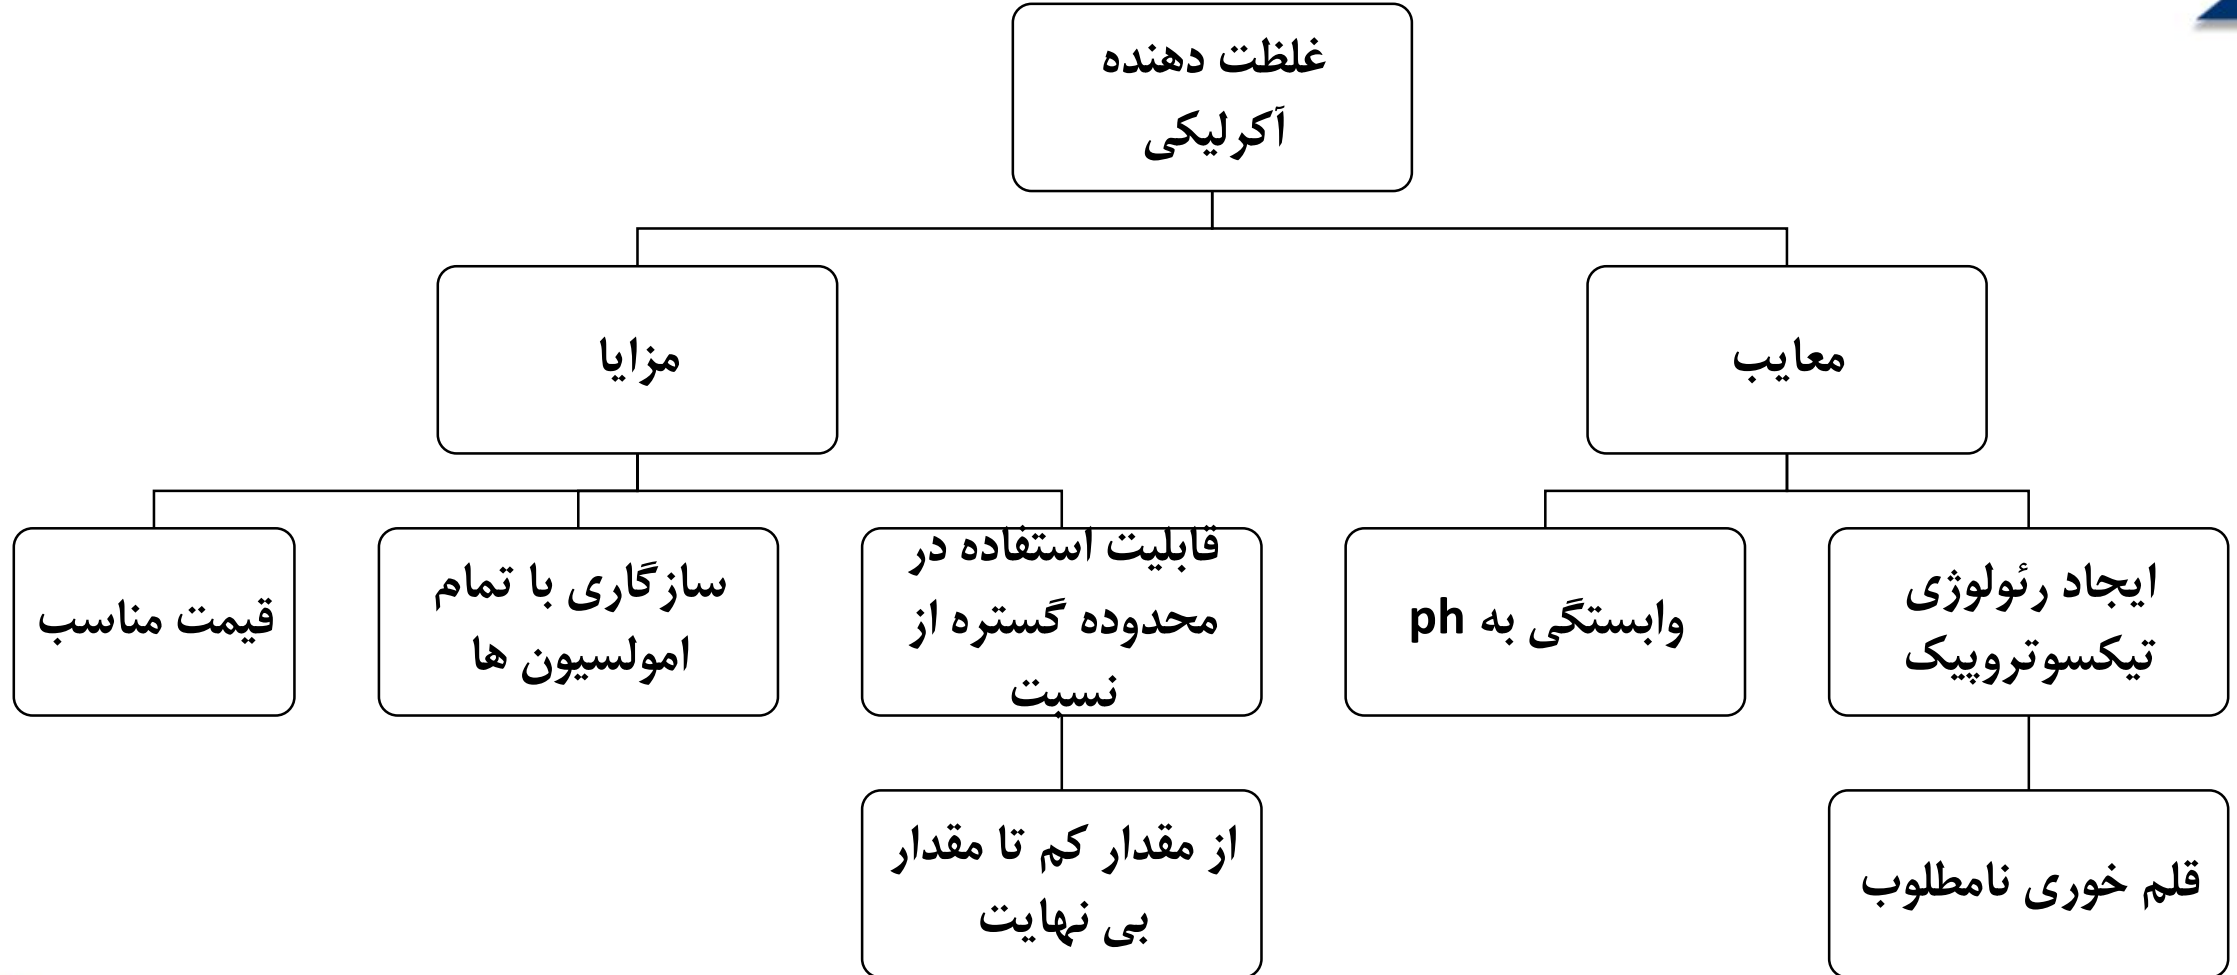 غلظت دهنده
آکرلیکی
معایب
مزایا
ایجاد رئولوژی
تیکسوتروپیک
وابستگی به ph
قابلیت استفاده در
محدوده گستره از
نسبت
سازگاری با تمام
امولسیون ها
قیمت مناسب
قلم خوری نامطلوب
از مقدار کم تا مقدار
بی نهایت